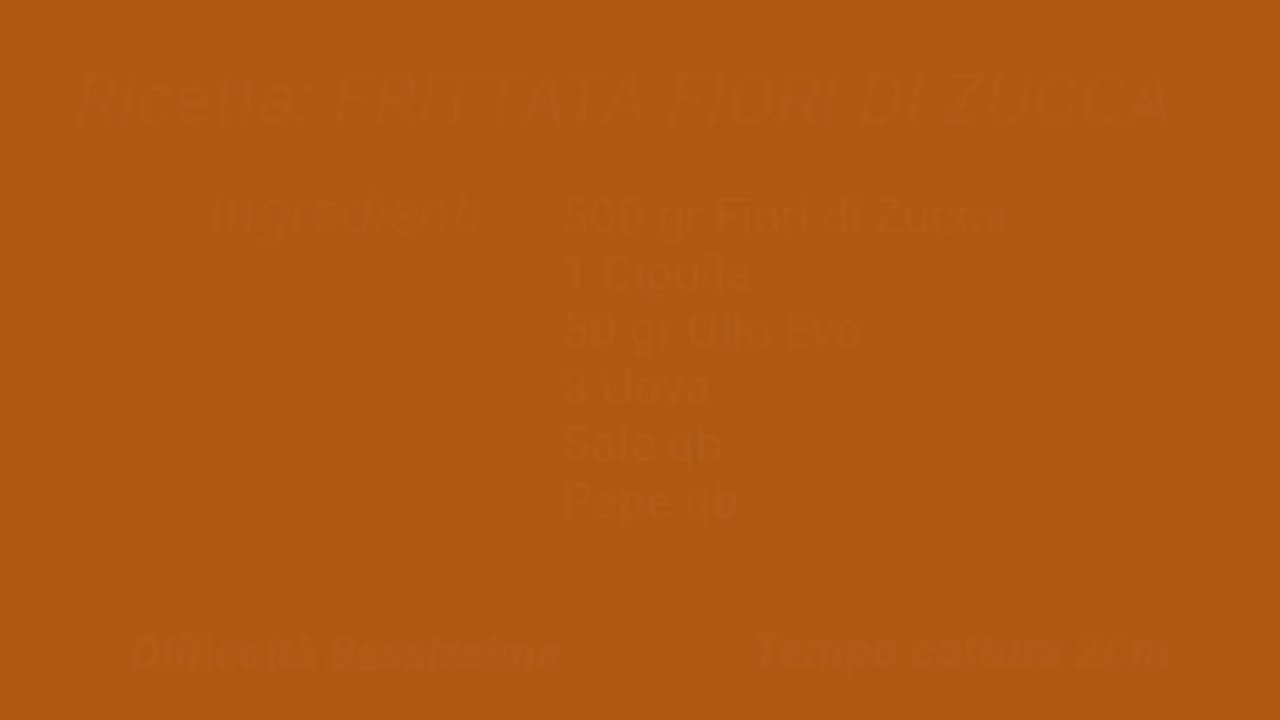 Ricetta: FRITTATA FIORI DI ZUCCA
Ingredienti
500 gr Fiori di Zucca
1 Cipolla
50 gr Olio Evo
3 Uova
Sale qb
Pepe qb
Difficoltà Bassissima
Tempo cottura 20m